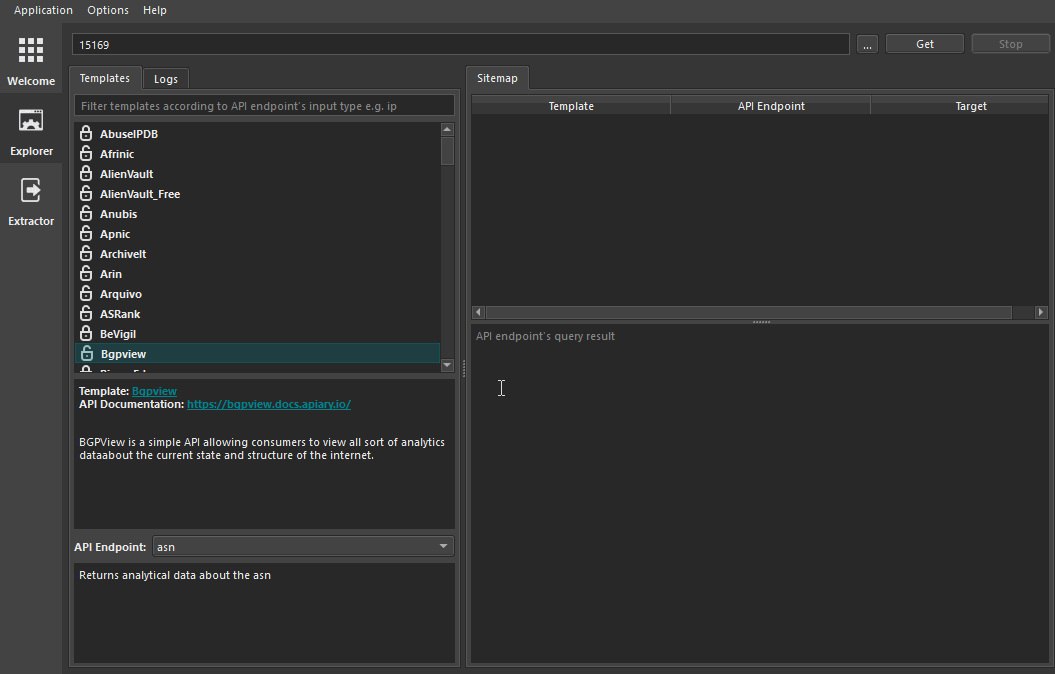 Application Options Help
Welcome
Explorer
Extractor
15169
...
Get
Stop
Templates
Logs
Filter templates according to API endpoint's input type e.g. ip
AbuseIPDB
Afrinic
AlienVault
AlienVault_Free
Anubis
Apnic
ArchiveIt
Arin
Arquivo
ASRank
BeVigil
Bgpview
Template: Bgpview
API Documentation: https://bgpview.docs.apiary.io/
BGPView is a simple API allowing consumers to view all sort of analytics
dataabout the current state and structure of the internet.
API Endpoint: asn
Returns analytical data about the asn
Sitemap
Template API Endpoint Target
API endpoint's query result